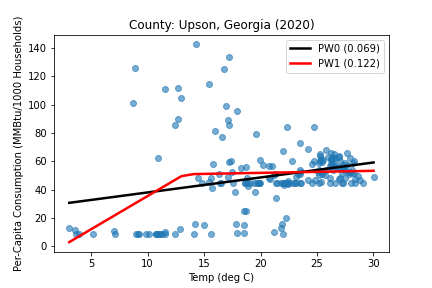 County: Upson, Georgia (2020)
Per-Capita Consumption (MMBtu/1000 Households)
140
120
100
80
60
40
20
0
PW0 (0.069)
PW1 (0.122)
5 10 15 20 25 30
Temp (deg C)